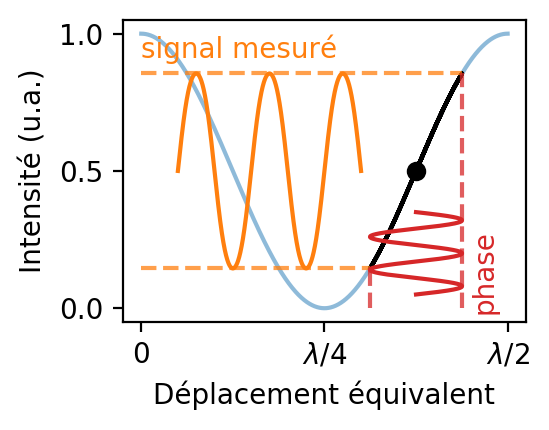 signal mesuré
1.0
0.5
0.0
Intensité (u.a.)
phase
0
λ/4
λ/2
Déplacement équivalent